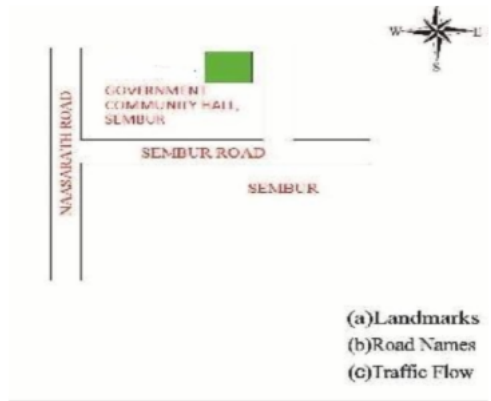 W E
S
GOVERNMENT
COMMUNITY HALL,
SEMBUR
NAASARATH ROAD
SEMBUR ROAD
SEMBUR
(a)Landmarks
(b)Road Names
(c)Traffic Flow